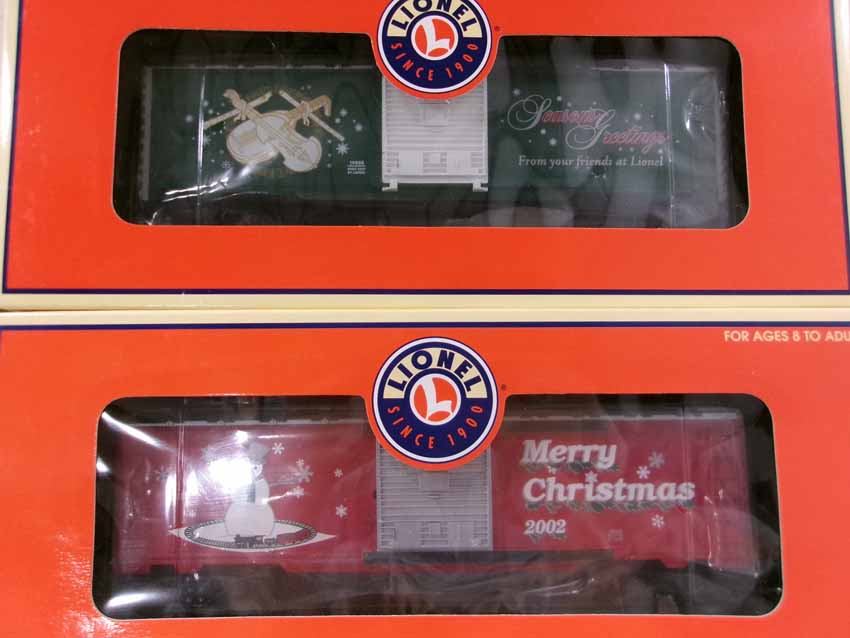 LIONEL
SINCE 1900
L
Seasons
Greetings
From your friends at Lionel
FOR AGES 8 TO ADU
LIONEL
SINCE 1900
L
Merry
Christmas
2002